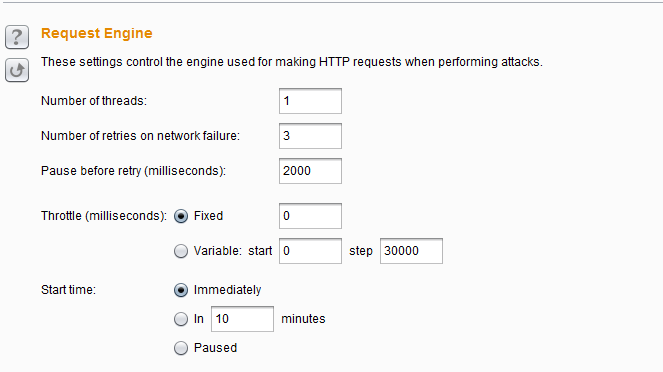 ?
Request Engine
These settings control the engine used for making HTTP requests when performing attacks.
Number of threads: 1
Number of retries on network failure: 3
Pause before retry (milliseconds): 2000
Throttle (milliseconds): Fixed 0
Variable: start 0 step 30000
Start time: Immediately
In 10 minutes
Paused